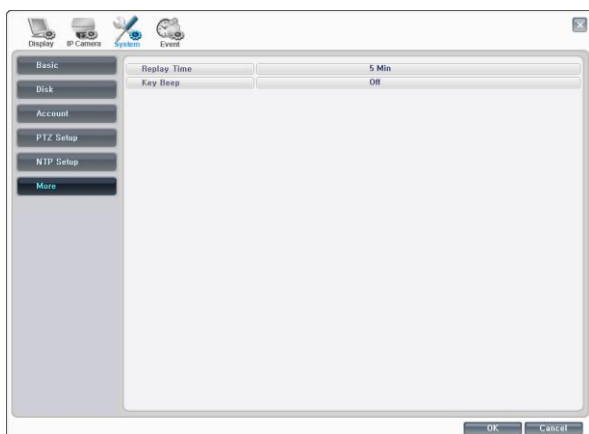 Display IP Camera System Event
Basic
Replay Time 5 Min
Key Beep Off
Disk
Account
PTZ Setup
NTP Setup
More
OK Cancel